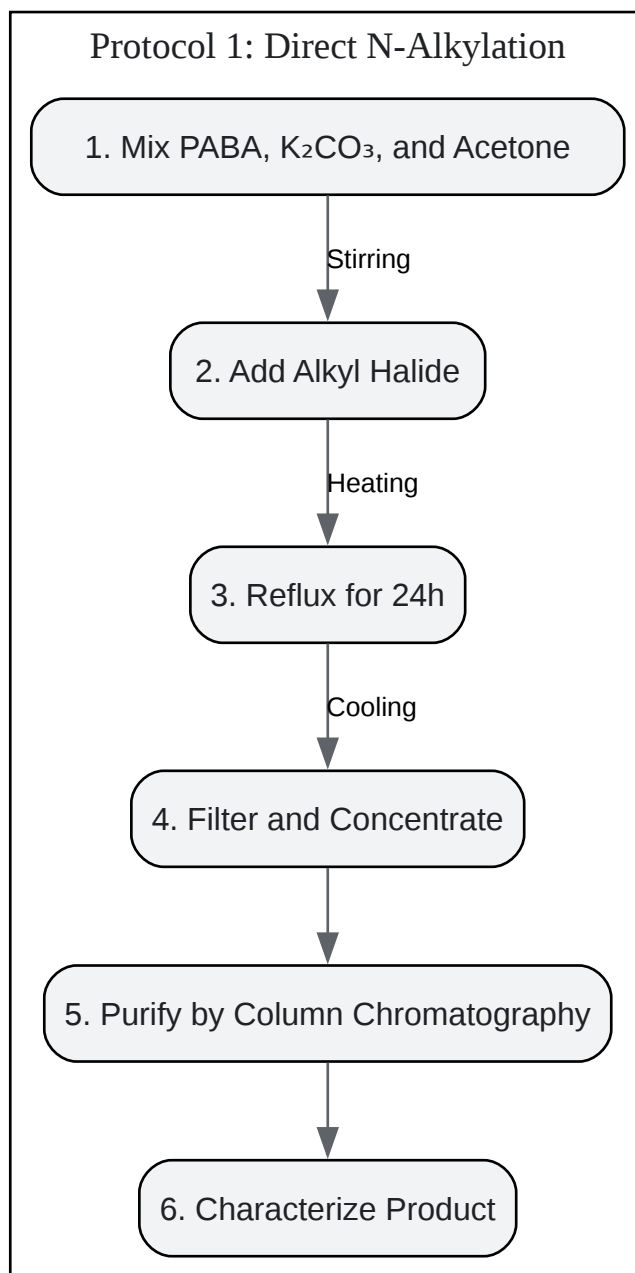 Protocol 1: Direct N-Alkylation
1. Mix PABA, K₂CO₃, and Acetone
Stirring
2. Add Alkyl Halide
Heating
3. Reflux for 24h
Cooling
4. Filter and Concentrate
5. Purify by Column Chromatography
6. Characterize Product